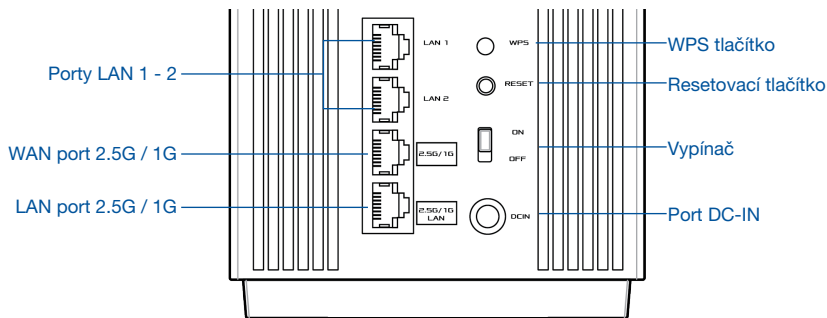 Porty LAN 1 - 2
WAN port 2.5G / 1G
LAN port 2.5G / 1G
LAN 1
LAN 2
2.5G/1G
2.5G/1G
LAN
WPS
RESET
ON
OFF
DCIN
WPS tlačítko
Resetovací tlačítko
Vypínač
Port DC-IN